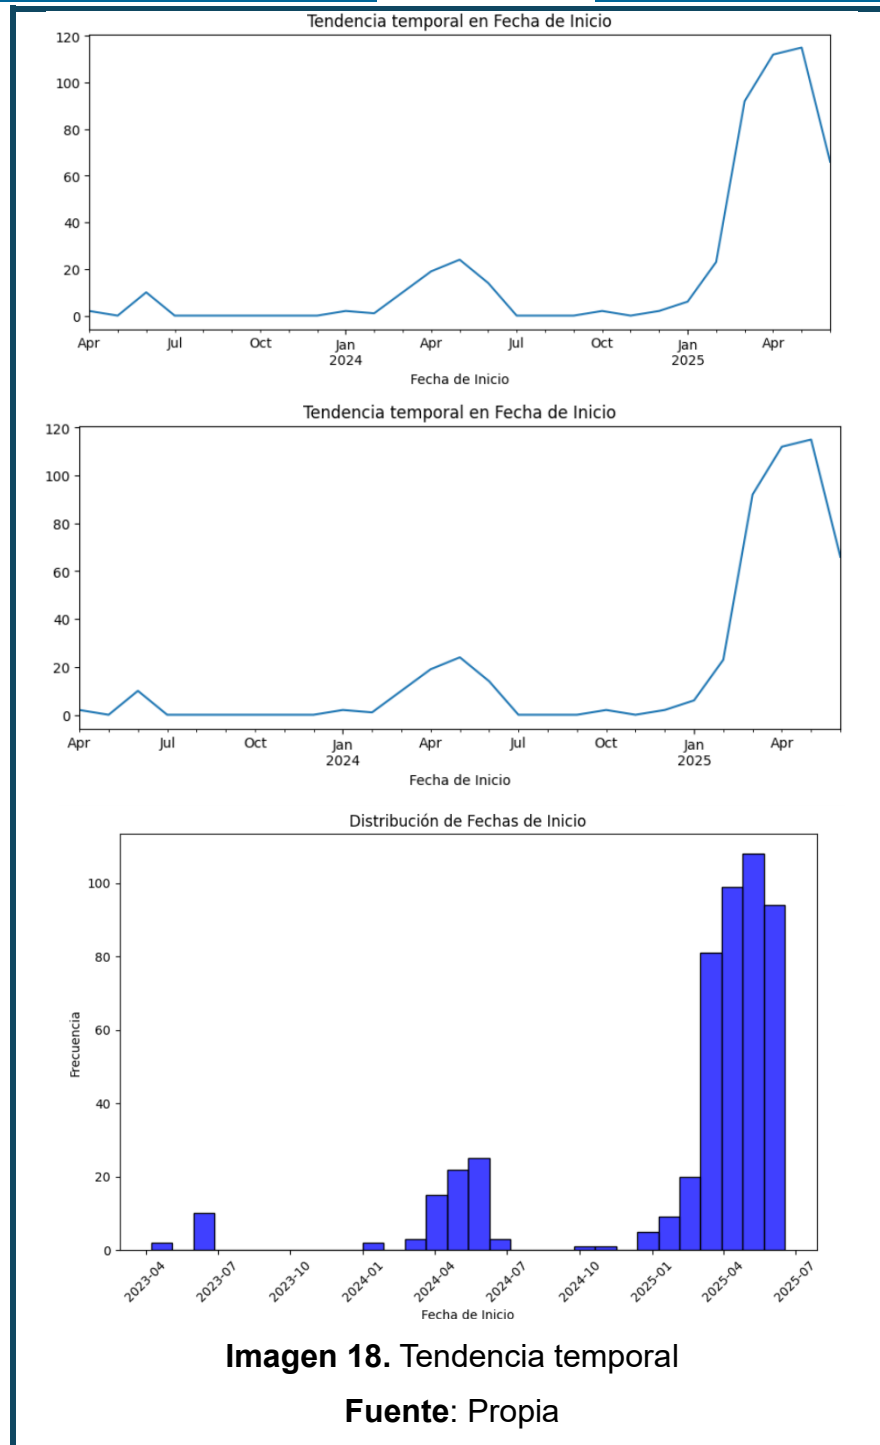 Tendencia temporal en Fecha de Inicio
120
100
80
60
40
20
0
Apr Jul Oct Jan Apr Jul Oct Jan Apr
2024 2025
Fecha de Inicio
Tendencia temporal en Fecha de Inicio
120
100
80
60
40
20
0
Apr Jul Oct Jan Apr Jul Oct Jan Apr
2024 2025
Fecha de Inicio
Distribución de Fechas de Inicio
Frecuencia
100
80
60
40
20
0
2023-04 2023-07 2023-10 2024-01 2024-04 2024-07 2024-10 2025-01 2025-04 2025-07
Fecha de Inicio
Imagen 18. Tendencia temporal
Fuente: Propia